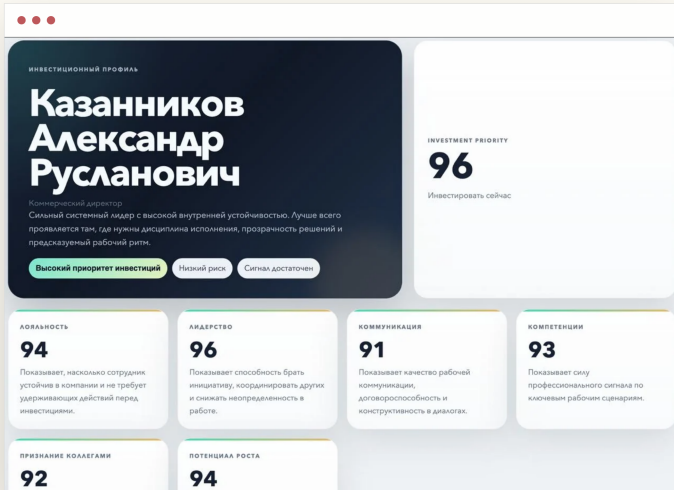 ИНВЕСТИЦИОННЫЙ ПРОФИЛЬ
Казанников
Александр
Русланович
Коммерческий директор
Сильный системный лидер с высокой внутренней устойчивостью. Лучше всего
проявляется там, где нужны дисциплина исполнения, прозрачность решений и
предсказуемый рабочий ритм.
Высокий приоритет инвестиций
Низкий риск
Сигнал достаточен
INVESTMENT PRIORITY
96
Инвестировать сейчас
ЛОЯЛЬНОСТЬ
94
Показывает, насколько сотрудник
устойчив в компании и не требует
удерживающих действий перед
инвестициями.
ЛИДЕРСТВО
96
Показывает способность брать
инициативу, координировать других
и снижать неопределенность в
работе.
КОММУНИКАЦИЯ
91
Показывает качество рабочей
коммуникации,
договороспособность и
конструктивность в диалогах.
КОМПЕТЕНЦИИ
93
Показывает силу
профессионального сигнала по
ключевым рабочим сценариям.
ПРИЗНАНИЕ КОЛЛЕГАМИ
92
ПОТЕНЦИАЛ РОСТА
94